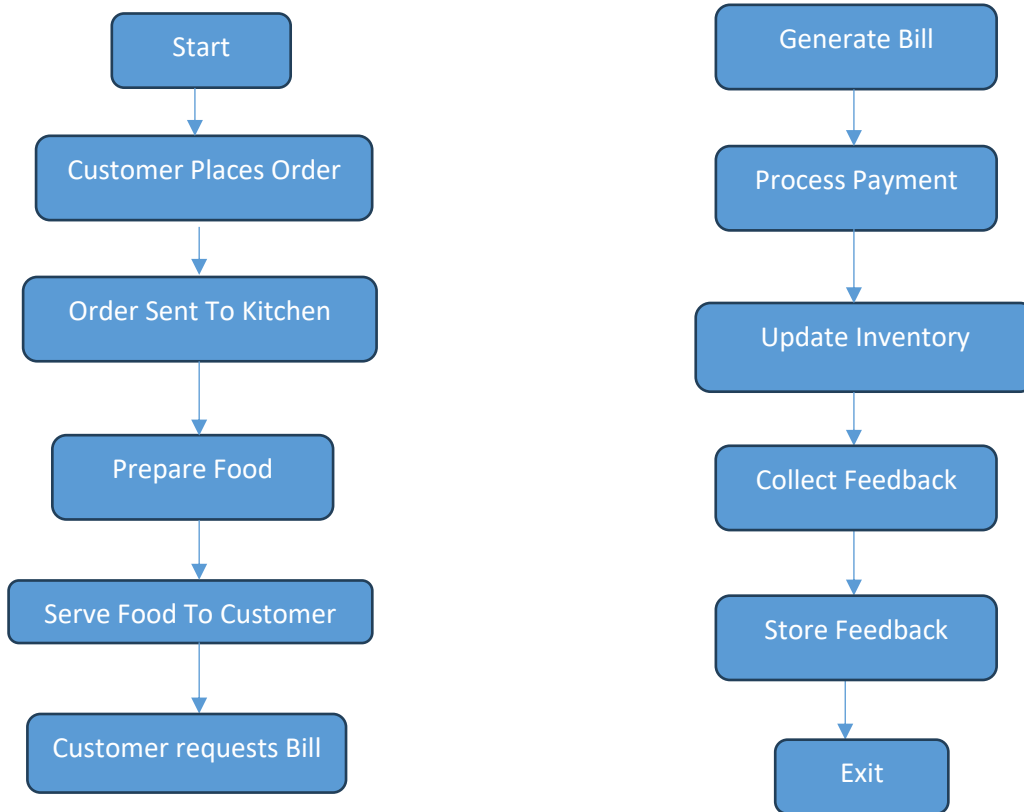 Start
Customer Places Order
Order Sent To Kitchen
Prepare Food
Serve Food To Customer
Customer requests Bill
Generate Bill
Process Payment
Update Inventory
Collect Feedback
Store Feedback
Exit